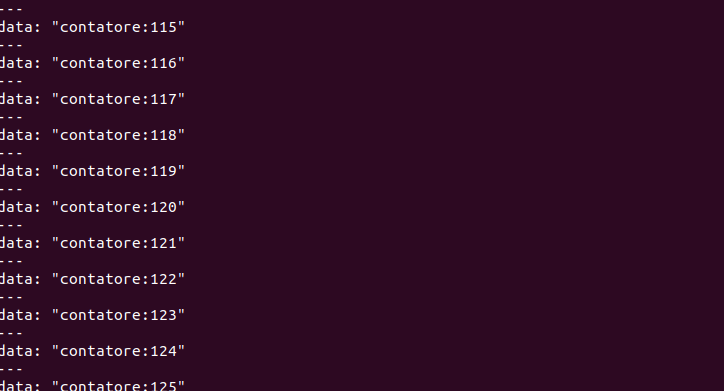 ---
data: "contatore:115"
---
data: "contatore:116"
---
data: "contatore:117"
---
data: "contatore:118"
---
data: "contatore:119"
---
data: "contatore:120"
---
data: "contatore:121"
---
data: "contatore:122"
---
data: "contatore:123"
---
data: "contatore:124"
---
data: "contatore:125"